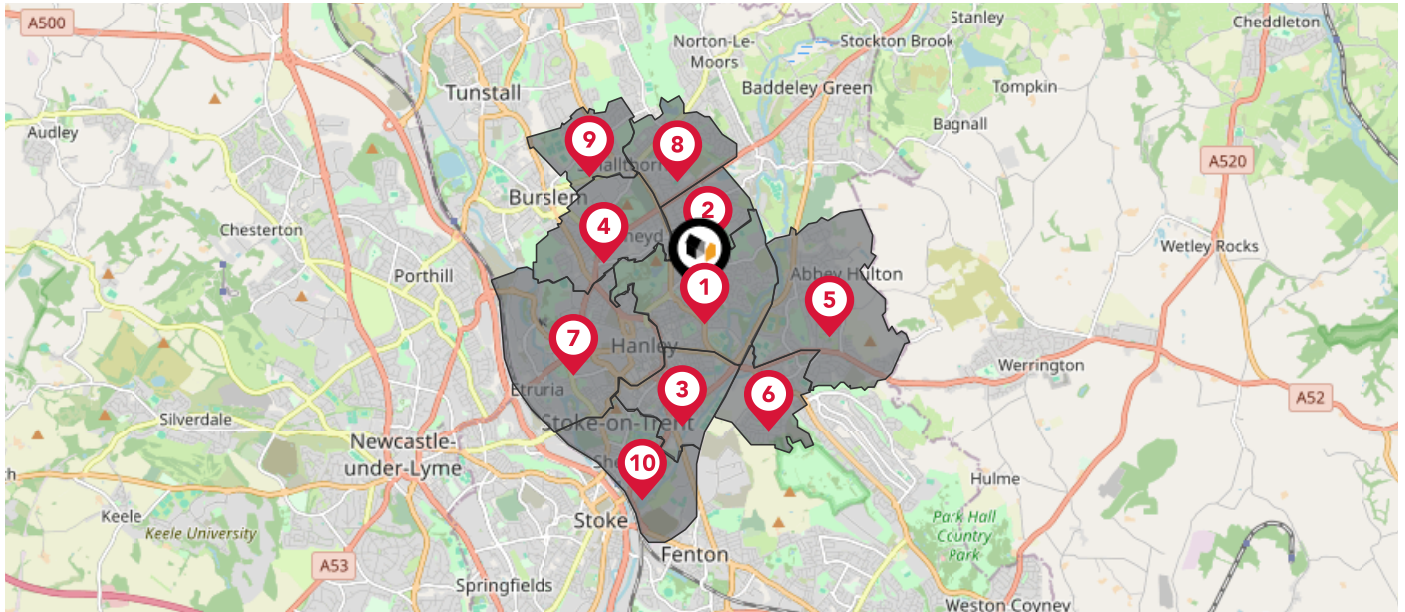 A500
Stanley
Cheddleton
Norton-Le-
Moors
Stockton Brook
Tunstall
Baddeley Green
Tompkin
Audley
Bagnall
9
8
A520
Smallthorn
Burslem
2
4
neyd
Chesterton
Wetley Rocks
Porthill
Abbey Hulton
1
5
7
Hanley
Werrington
Etruria
3
6
A52
Silverdale
Stoke-on-Trent
Newcastle-
under-Lyme
10
Hulme
Keele
Stoke
Keele University
Park Hall
Country
Park
Fenton
A53
Springfields
Weston Coyney